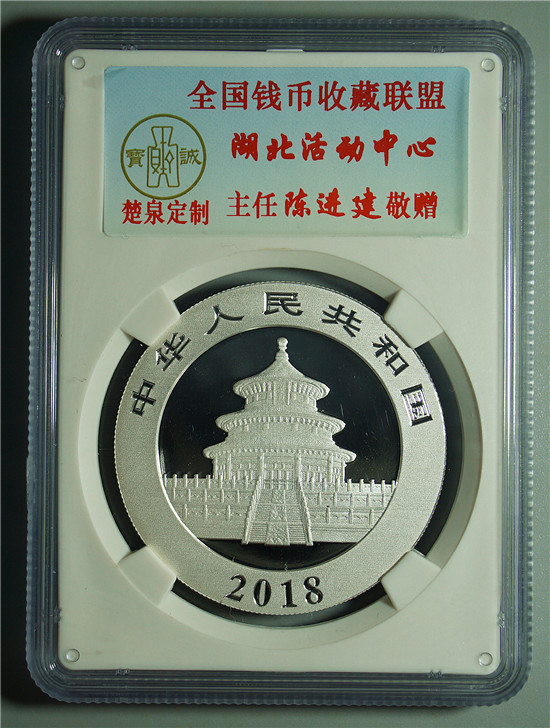 全国钱币收藏联盟
湖北活动中心
寶 誠
楚泉定制 主任陈进建敬赠
中华人民共和国
2018